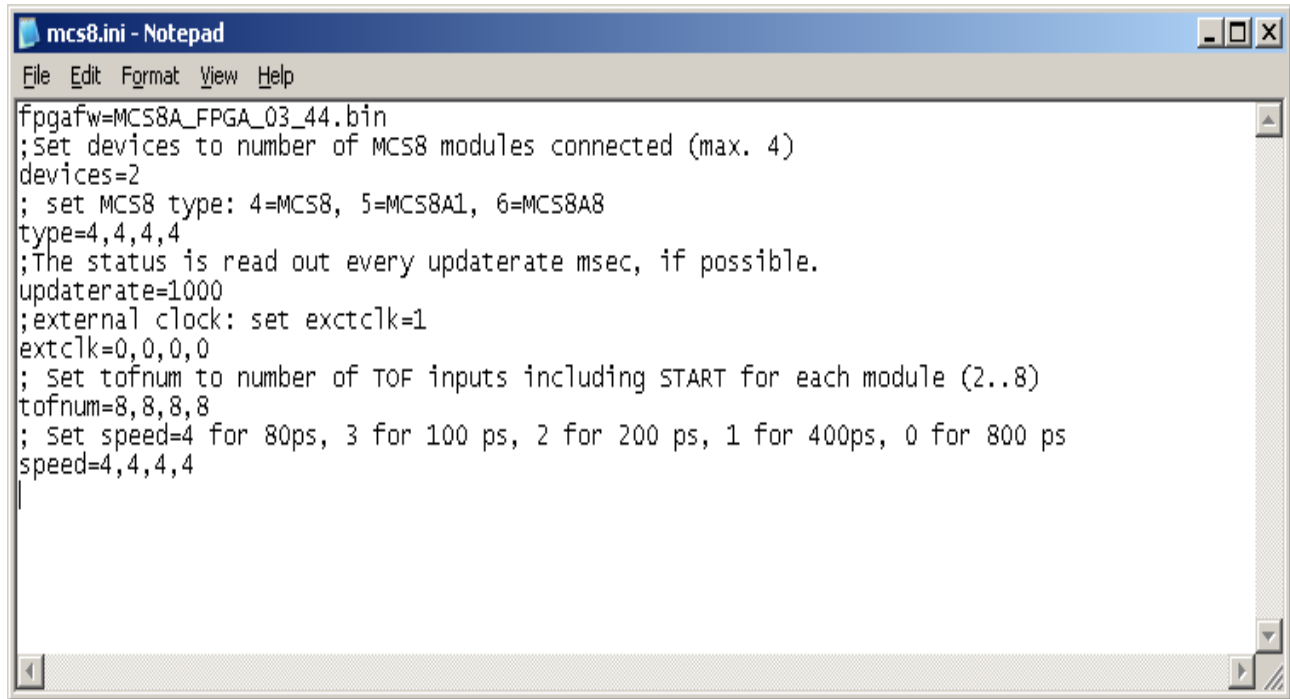 mcs8.ini - Notepad
File Edit Format View Help
fpgafw=MCS8A_FPGA_03_44.bin
;Set devices to number of MCS8 modules connected (max. 4)
devices=2
; set MCS8 type: 4=MCS8, 5=MCS8A1, 6=MCS8A8
type=4,4,4,4
;The status is read out every updaterate msec, if possible.
updaterate=1000
;external clock: set exctclk=1
extclk=0,0,0,0
; Set tofnum to number of TOF inputs including START for each module (2..8)
tofnum=8,8,8,8
; Set speed=4 for 80ps, 3 for 100 ps, 2 for 200 ps, 1 for 400ps, 0 for 800 ps
speed=4,4,4,4